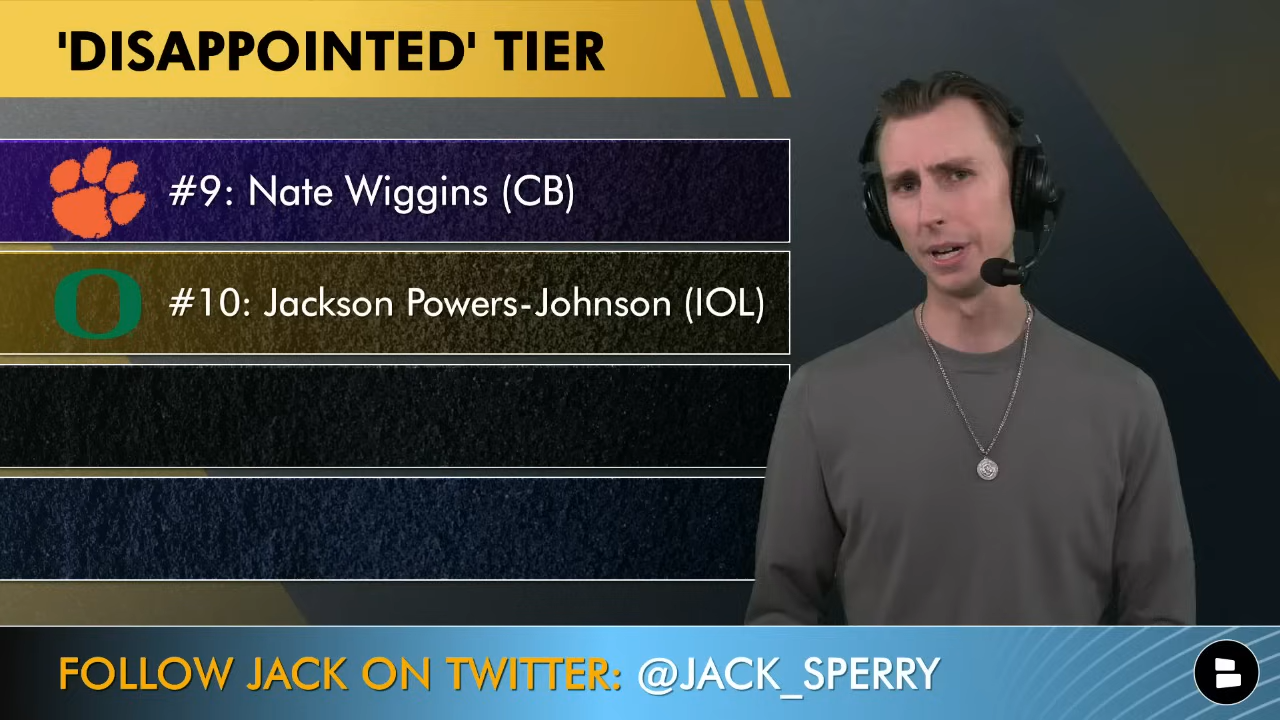 'DISAPPOINTED' TIER
#9: Nate Wiggins (CB)
#10: Jackson Powers-Johnson (IOL)
FOLLOW JACK ON TWITTER: @JACK_SPERRY